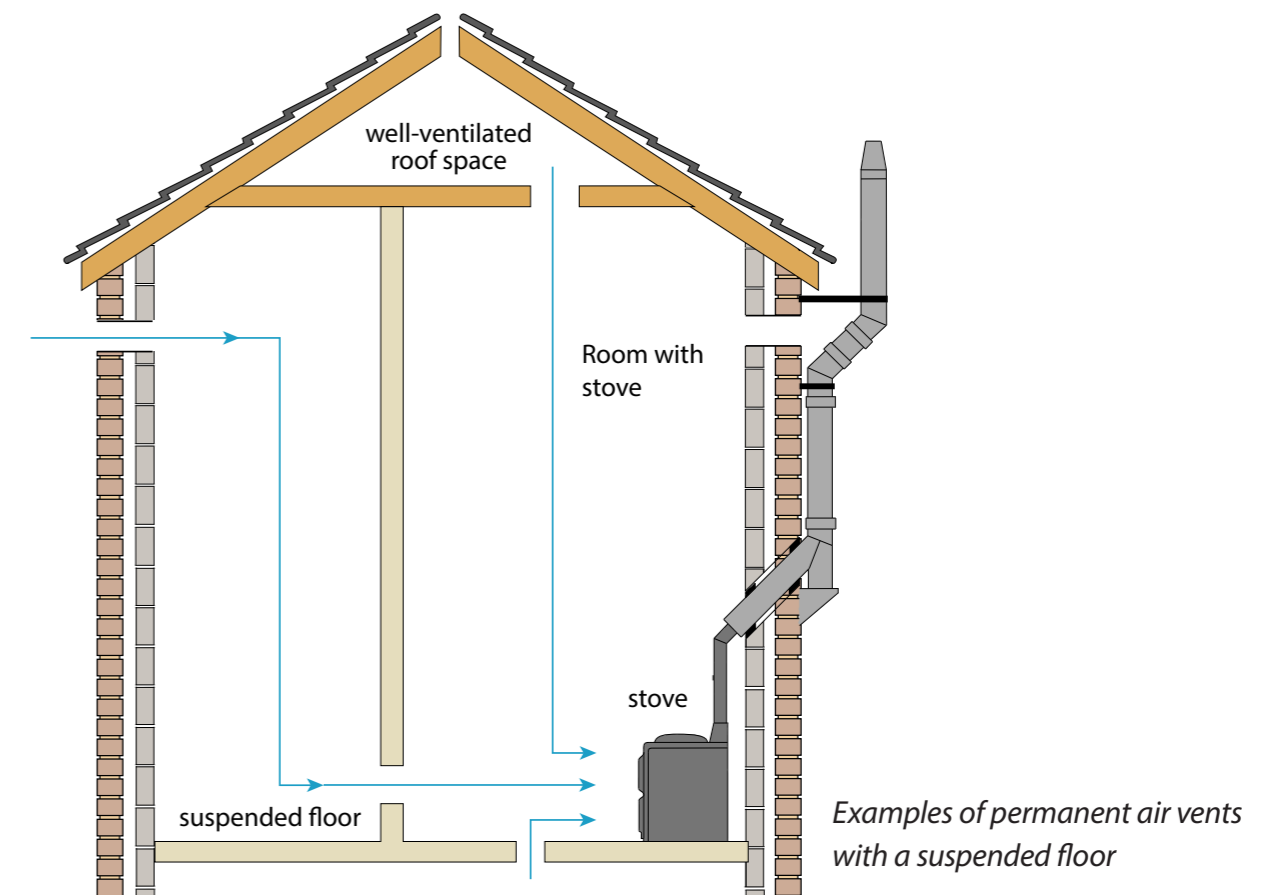 well-ventilated
roof space
Room with
stove
stove
suspended floor
Examples of permanent air vents
with a suspended floor